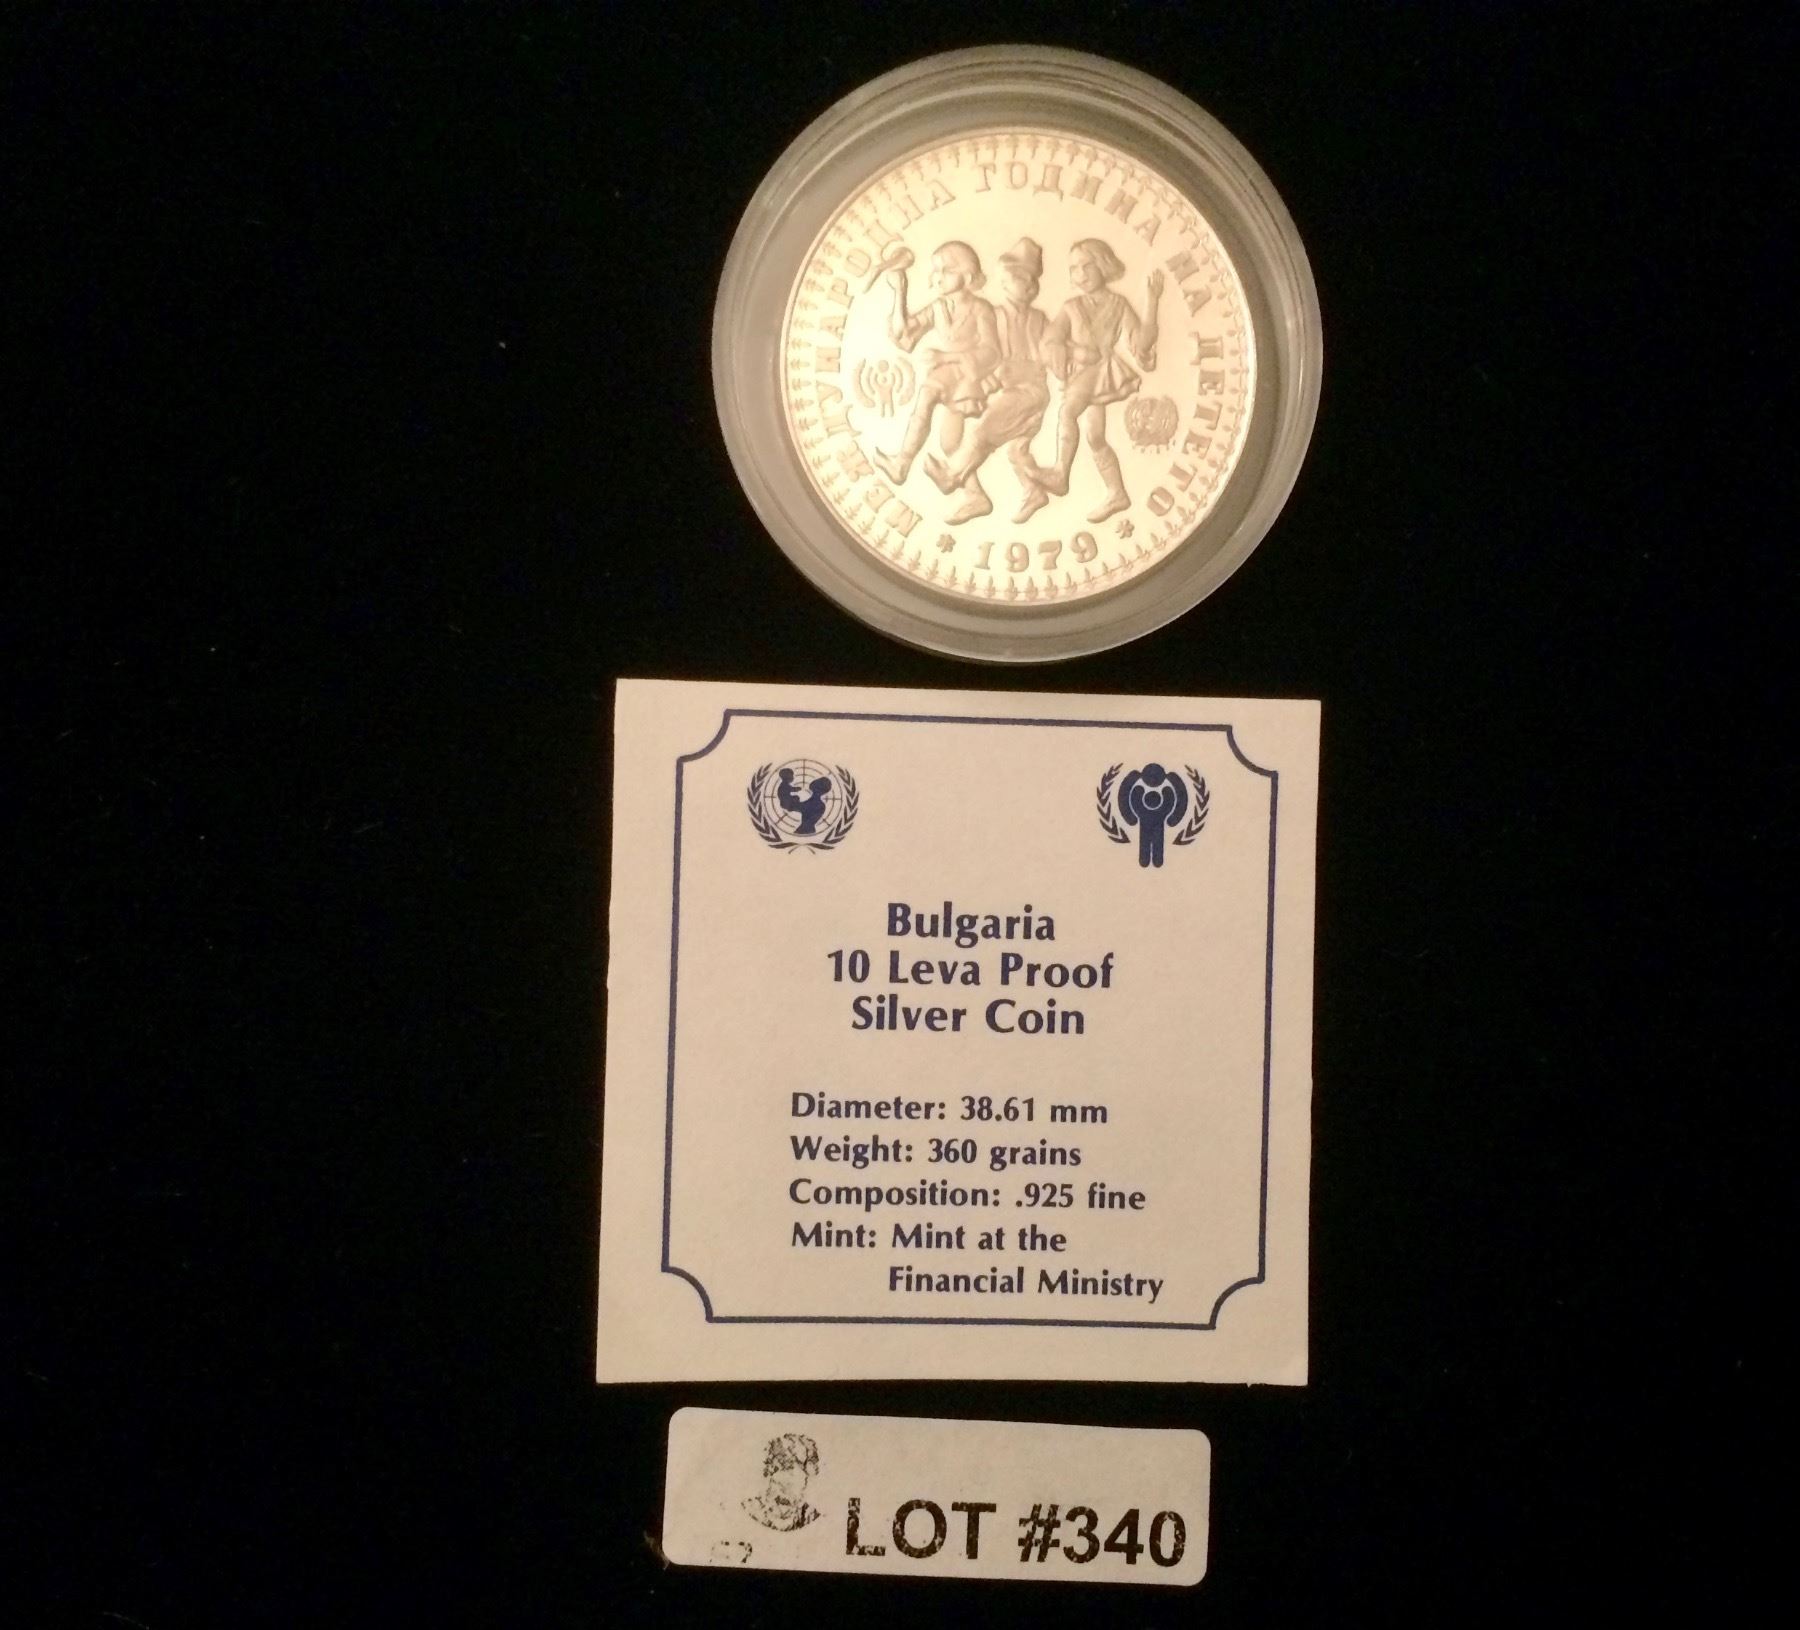 МЕЖДУНАРОДНА ГОДИНА НА ДЕТЕТО
* 1979 *
Bulgaria
10 Leva Proof
Silver Coin
Diameter: 38.61 mm
Weight: 360 grains
Composition: .925 fine
Mint: Mint at the
Financial Ministry
LOT #340